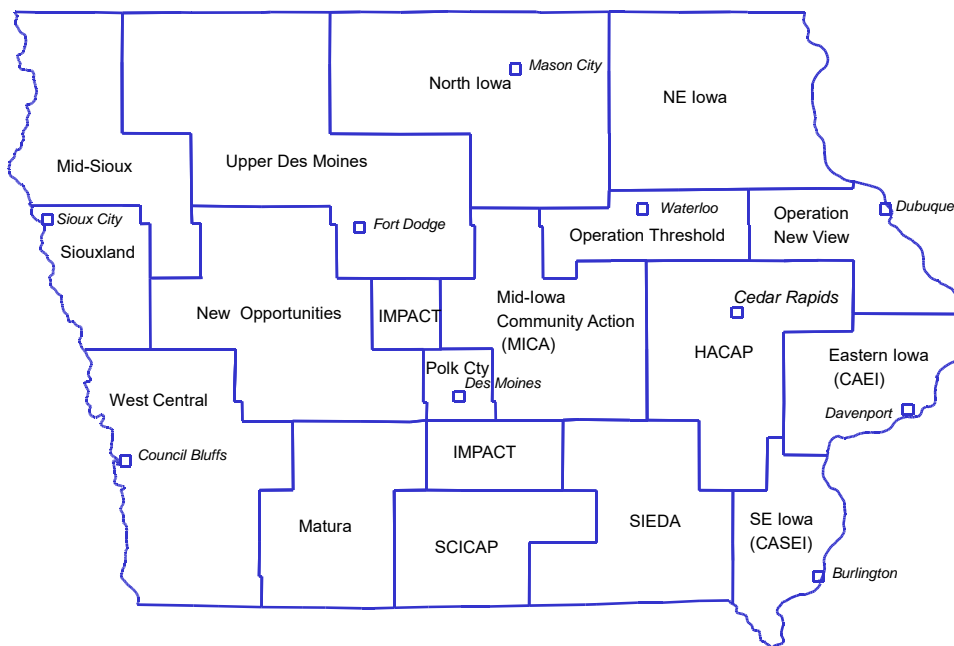 Mason City
North Iowa
NE Iowa
Upper Des Moines
Mid-Sioux
Sioux City
Siouxland
Fort Dodge
Waterloo
Operation Threshold
Operation
New View
Dubuque
New Opportunities
IMPACT
Mid-Iowa
Community Action
(MICA)
Cedar Rapids
HACAP
Eastern Iowa
(CAEI)
Davenport
Polk Cty
Des Moines
West Central
Council Bluffs
IMPACT
Matura
SCICAP
SIEDA
SE Iowa
(CASEI)
Burlington